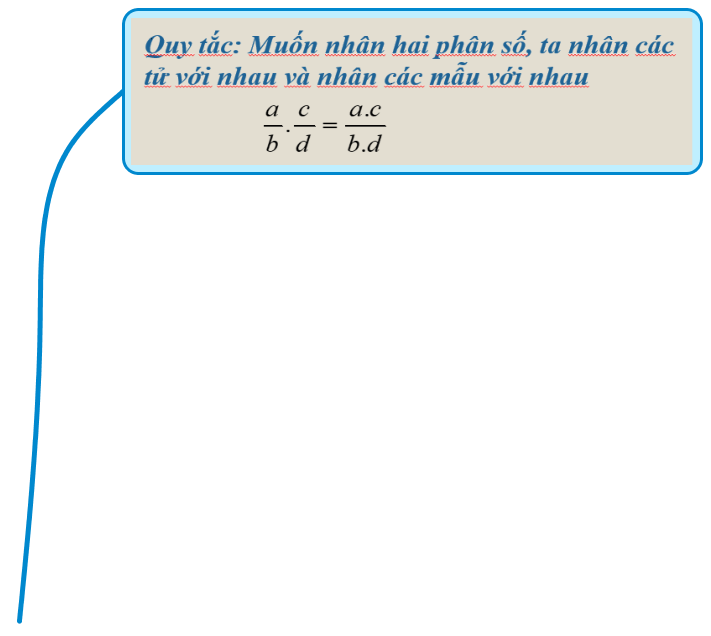 Quy tắc: Muốn nhân hai phân số, ta nhân các
tử với nhau và nhân các mẫu với nhau
a/b . c/d = a.c/b.d